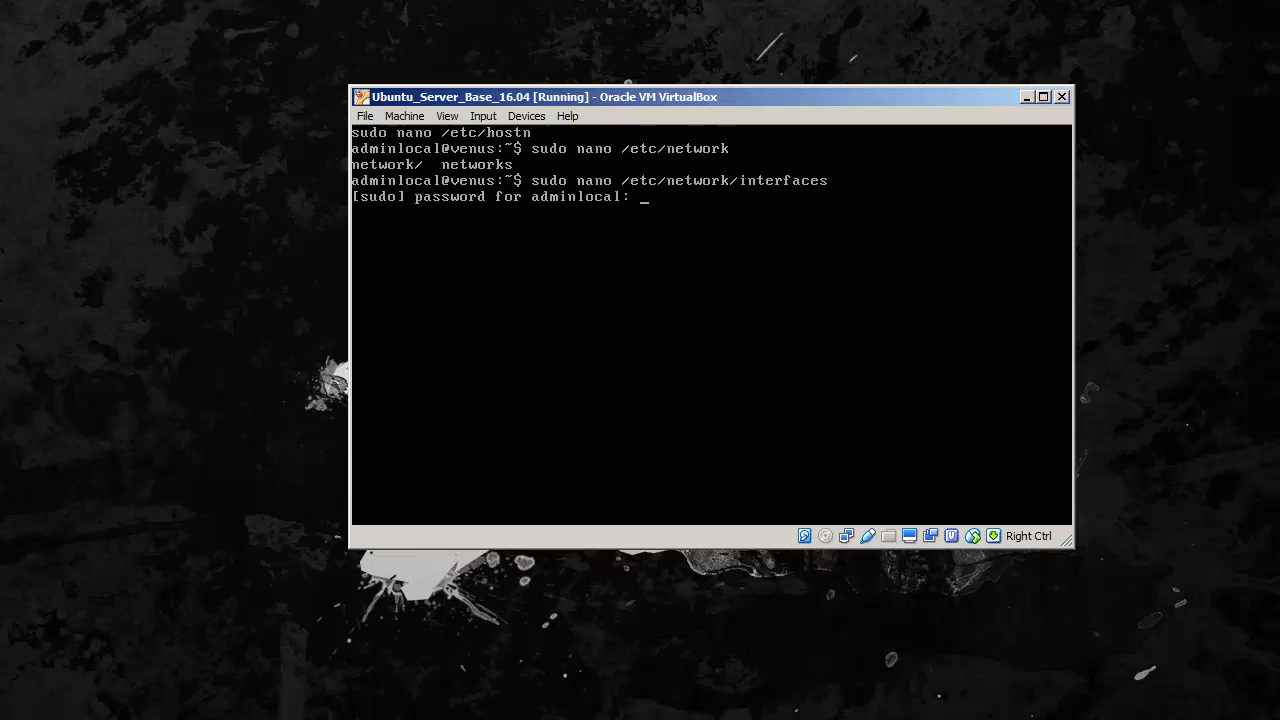 Ubuntu_Server_Base_16.04 [Running] - Oracle VM VirtualBox
File Machine View Input Devices Help
sudo nano /etc/hostn
adminlocal@venus:~$ sudo nano /etc/network
network/  networks
adminlocal@venus:~$ sudo nano /etc/network/interfaces
[sudo] password for adminlocal: _
Right Ctrl